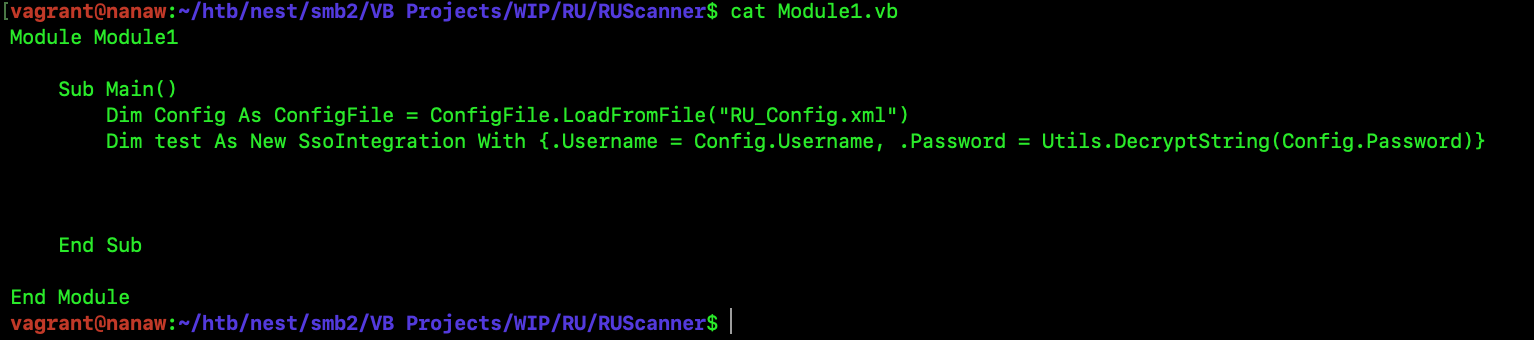 [vagrant@nanaw:~/htb/nest/smb2/VB Projects/WIP/RU/RUScanner$ cat Module1.vb
Module Module1
    Sub Main()
        Dim Config As ConfigFile = ConfigFile.LoadFromFile("RU_Config.xml")
        Dim test As New SsoIntegration With {.Username = Config.Username, .Password = Utils.DecryptString(Config.Password)}
    End Sub
End Module
vagrant@nanaw:~/htb/nest/smb2/VB Projects/WIP/RU/RUScanner$